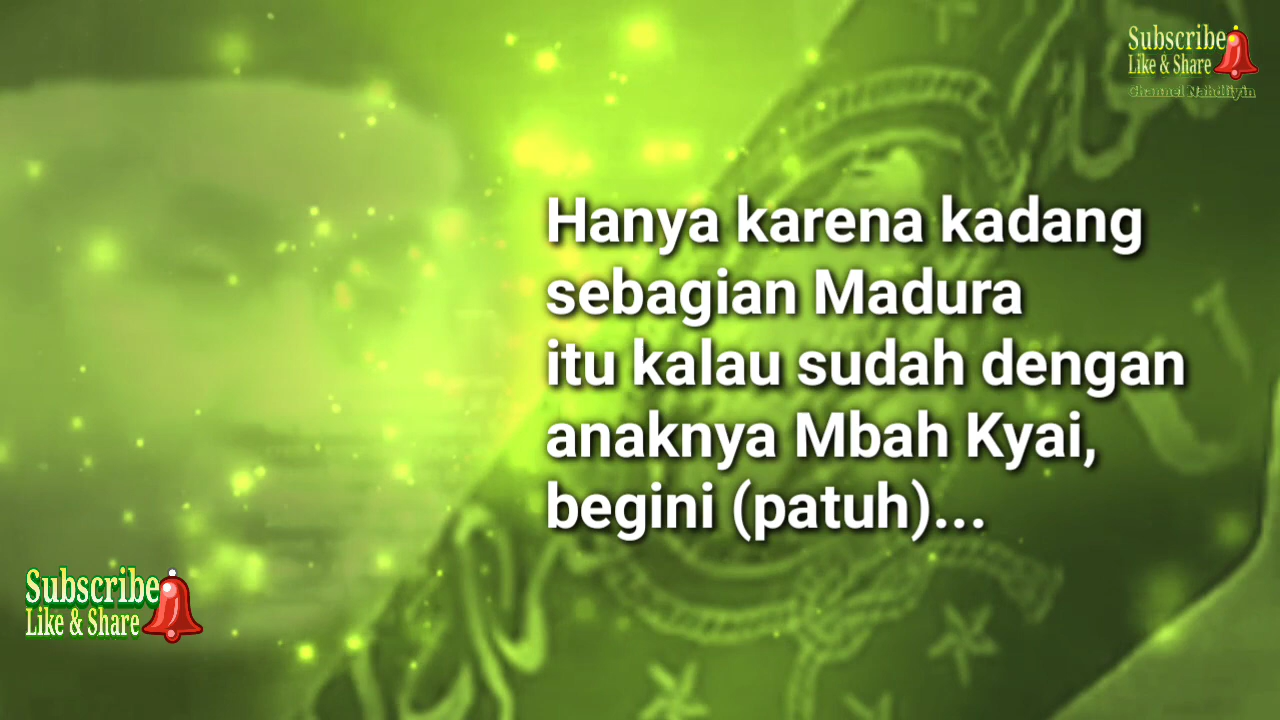 Subscribe
Like & Share
Channel Nahdliyin
Hanya karena kadang
sebagian Madura
itu kalau sudah dengan
anaknya Mbah Kyai,
begini (patuh)...
Subscribe
Like & Share